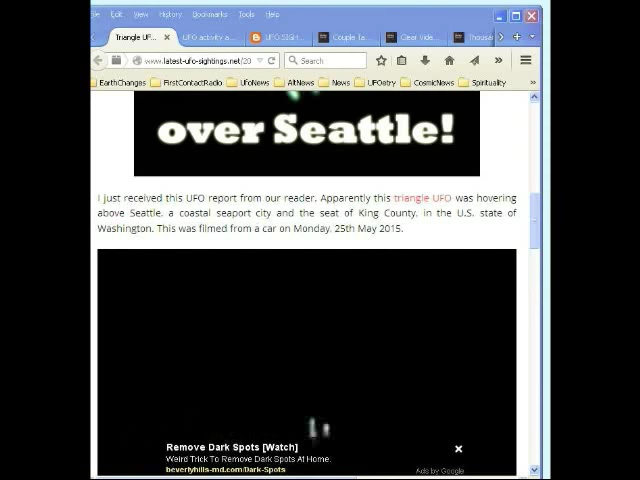 File Edit View History Bookmarks Tools Help
Triangle UFO... × UFO activity a... UFO SIGH... Couple Ta... Clear Vide... Thousa
www.latest-ufo-sightings.net/20 Search
EarthChanges FirstContactRadio UfoNews AltNews News UFOetry CosmicNews Spirituality »
over Seattle!
I just received this UFO report from our reader. Apparently this triangle UFO was hovering
above Seattle, a coastal seaport city and the seat of King County, in the U.S. state of
Washington. This was filmed from a car on Monday, 25th May 2015.
Remove Dark Spots [Watch]
Weird Trick To Remove Dark Spots At Home.
beverlyhills-md.com/Dark-Spots
Ads by Google